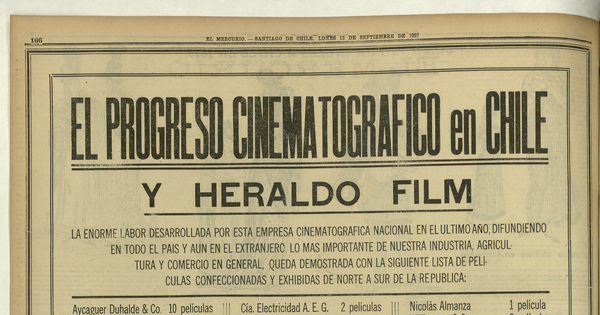 166
EL MERCURIO. — SANTIAGO DE CHILE. LUNES 12 DE SEPTIEMBRE DE 1927
EL PROGRESO CINEMATOGRAFICO en CHILE
Y HERALDO FILM
LA ENORME LABOR DESARROLLADA POR ESTA EMPRESA CINEMATOGRAFICA NACIONAL EN EL ULTIMO AÑO, DIFUNDIENDO
EN TODO EL PAIS Y AUN EN EL EXTRANJERO LO MAS IMPORTANTE DE NUESTRA INDUSTRIA, AGRICUL-
TURA Y COMERCIO EN GENERAL, QUEDA DEMOSTRADA CON LA SIGUIENTE LISTA DE PELI-
CULAS CONFECCIONADAS Y EXHIBIDAS DE NORTE A SUR DE LA REPUBLICA:
Aycaguer Duhalde & Co. 10 películas Cía. Electricidad A. E. G. 2 películas Nicolás Almanza 1 película